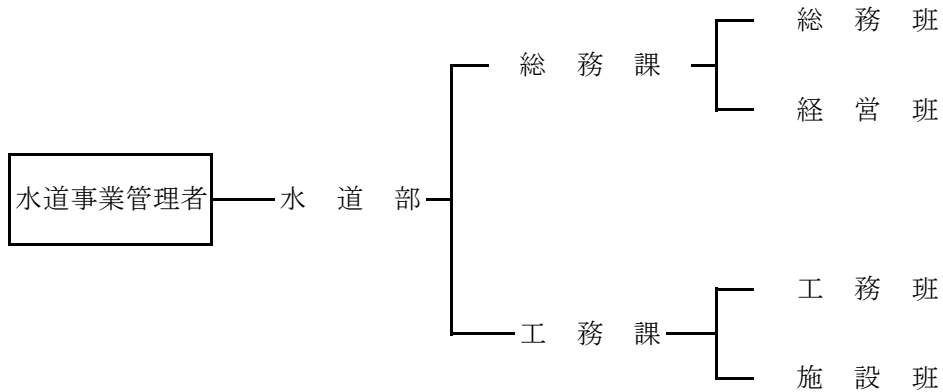 総務班
総務課
経営班
水道事業管理者
水道部
工務班
工務課
施設班